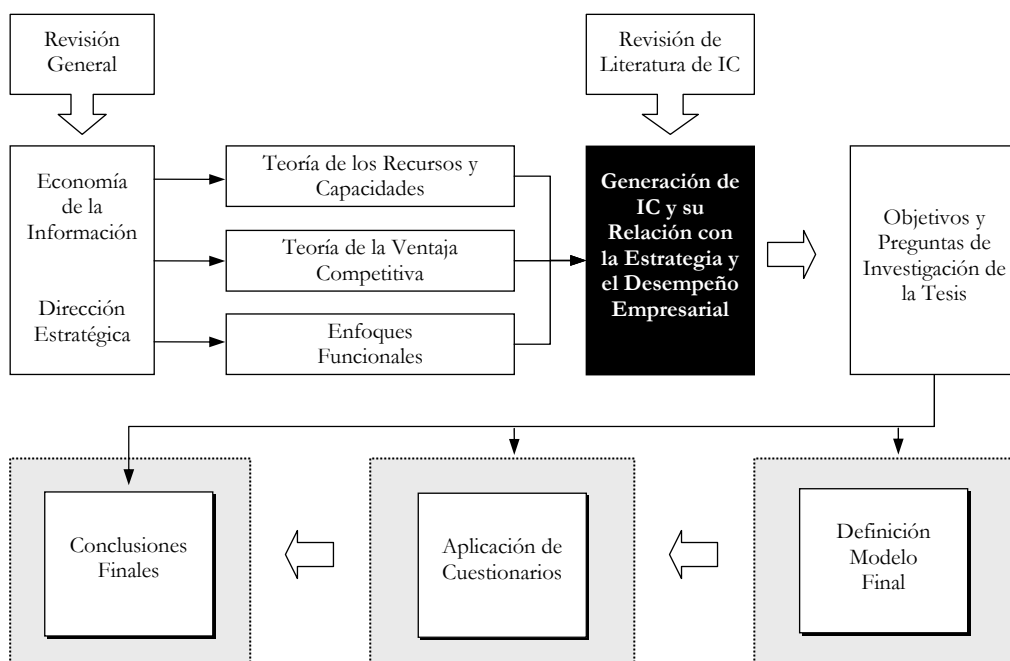 Revisión
General
Revisión de
Literatura de IC
Economía
de la
Información
Dirección
Estratégica
Teoría de los Recursos y
Capacidades
Teoría de la Ventaja
Competitiva
Enfoques
Funcionales
Generación de
IC y su
Relación con
la Estrategia y
el Desempeño
Empresarial
Objetivos y
Preguntas de
Investigación de
la Tesis
Conclusiones
Finales
Aplicación de
Cuestionarios
Definición
Modelo
Final